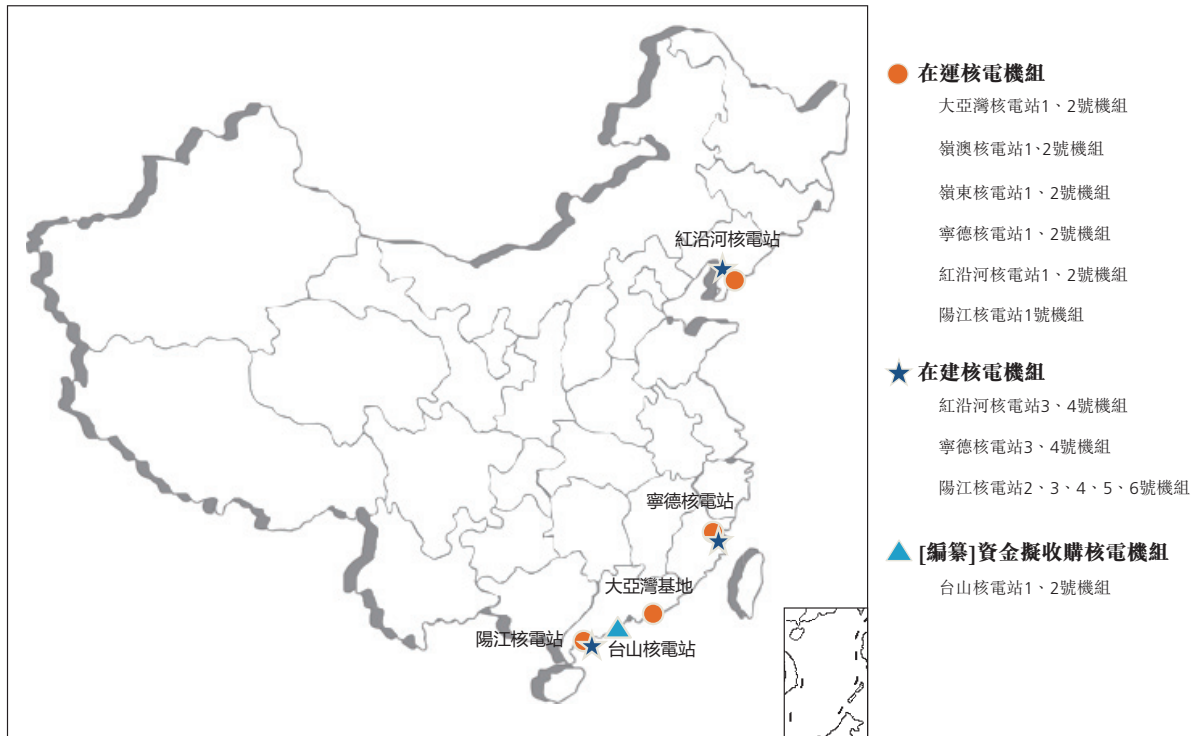 紅沿河核電站
寧德核電站
大亞灣基地
陽江核電站
台山核電站
在運核電機組
大亞灣核電站1、2號機組
嶺澳核電站1、2號機組
嶺東核電站1、2號機組
寧德核電站1、2號機組
紅沿河核電站1、2號機組
陽江核電站1號機組
在建核電機組
紅沿河核電站3、4號機組
寧德核電站3、4號機組
陽江核電站2、3、4、5、6號機組
[編纂]資金擬收購核電機組
台山核電站1、2號機組